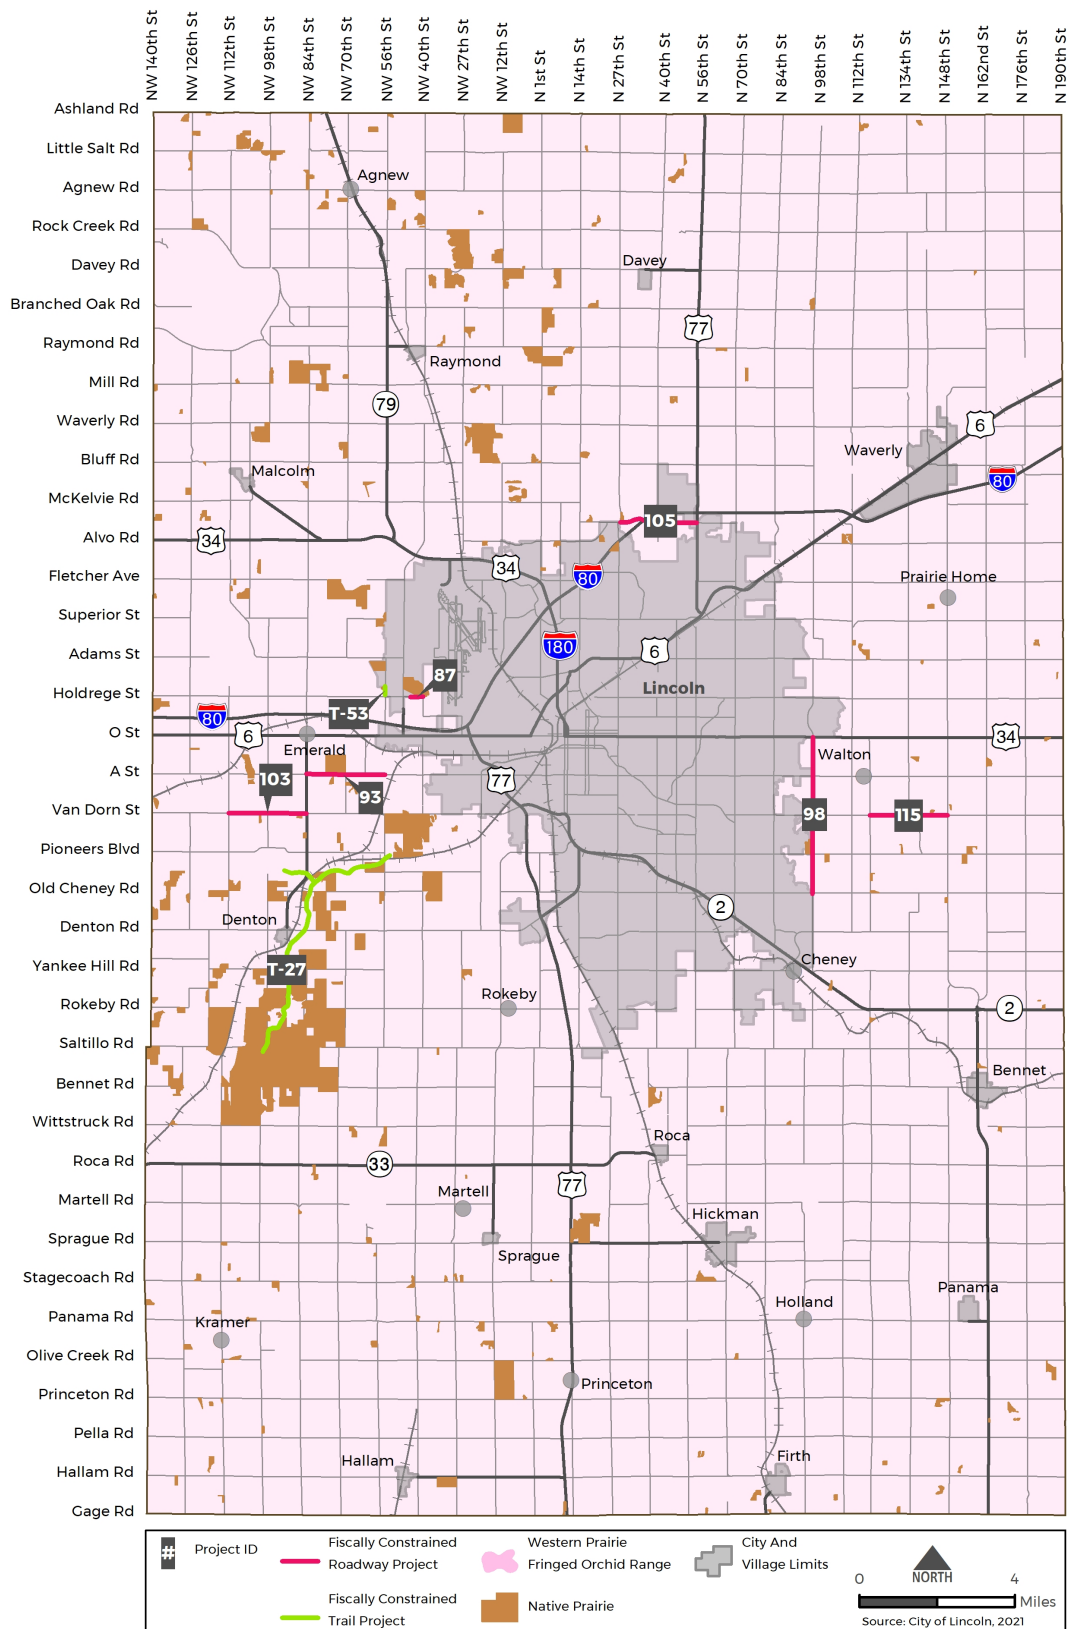 NW 140th St
NW 126th St
NW 112th St
NW 98th St
NW 84th St
NW 70th St
NW 56th St
NW 40th St
NW 27th St
NW 12th St
N 1st St
N 14th St
N 27th St
N 40th St
N 56th St
N 70th St
N 84th St
N 98th St
N 112th St
N 134th St
N 148th St
N 162nd St
N 176th St
N 190th St
Ashland Rd
Little Salt Rd
Agnew Rd
Rock Creek Rd
Davey Rd
Branched Oak Rd
Raymond Rd
Mill Rd
Waverly Rd
Bluff Rd
McKelvie Rd
Alvo Rd
Fletcher Ave
Superior St
Adams St
Holdrege St
O St
A St
Van Dorn St
Pioneers Blvd
Old Cheney Rd
Denton Rd
Yankee Hill Rd
Rokeby Rd
Saltillo Rd
Bennet Rd
Wittstruck Rd
Roca Rd
Martell Rd
Sprague Rd
Stagecoach Rd
Panama Rd
Olive Creek Rd
Princeton Rd
Pella Rd
Hallam Rd
Gage Rd
Agnew
Davey
77
Raymond
79
6
Waverly
Malcolm
80
105
34
34
80
Prairie Home
180
6
87
Lincoln
T-53
80
6
34
Emerald
Walton
103
77
93
98
115
2
Denton
Cheney
T-27
Rokeby
2
Bennet
Roca
33
77
Martell
Hickman
Sprague
Panama
Holland
Kramer
Princeton
Hallam
Firth
# Project ID
Fiscally Constrained
Roadway Project
Fiscally Constrained
Trail Project
Western Prairie
Fringed Orchid Range
Native Prairie
City And
Village Limits
NORTH
0 4
Miles
Source: City of Lincoln, 2021